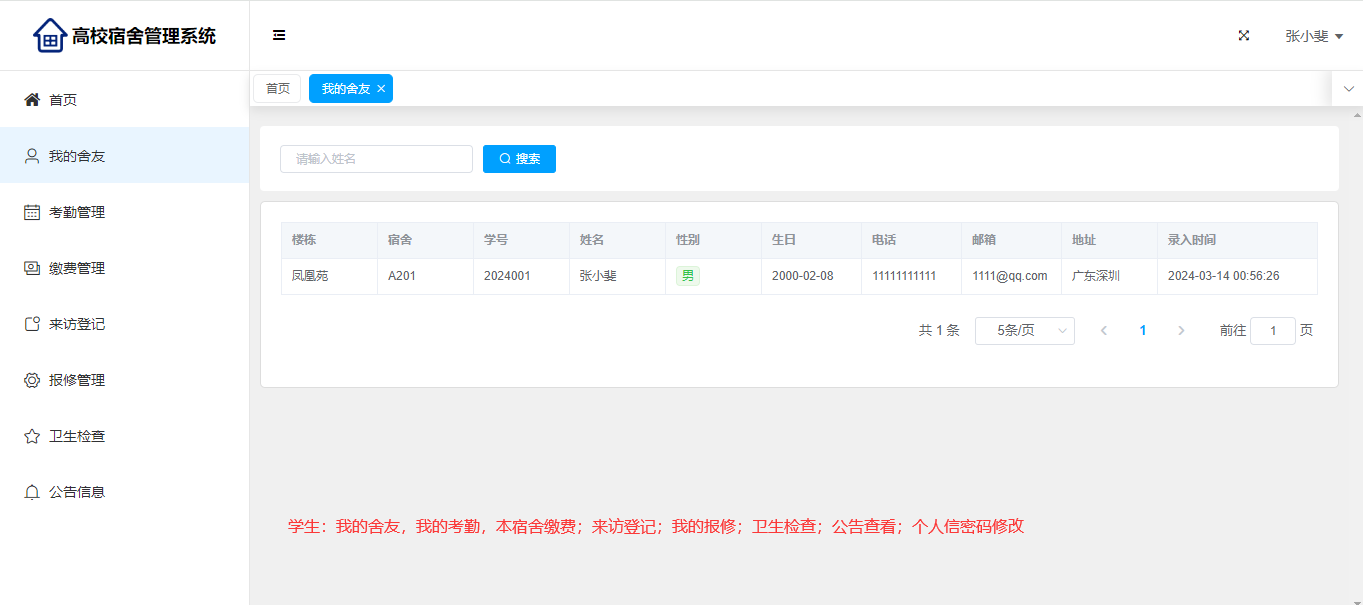 高校宿舍管理系统
张小斐
首页
我的舍友
首页
我的舍友
考勤管理
缴费管理
来访登记
报修管理
卫生检查
公告信息
请输入姓名
搜索
楼栋 宿舍 学号 姓名 性别 生日 电话 邮箱 地址 录入时间
凤凰苑 A201 2024001 张小斐 男 2000-02-08 11111111111 1111@qq.com 广东深圳 2024-03-14 00:56:26
共 1 条 5条/页 1 前往 1 页
学生：我的舍友，我的考勤，本宿舍缴费；来访登记；我的报修；卫生检查；公告查看；个人信密码修改